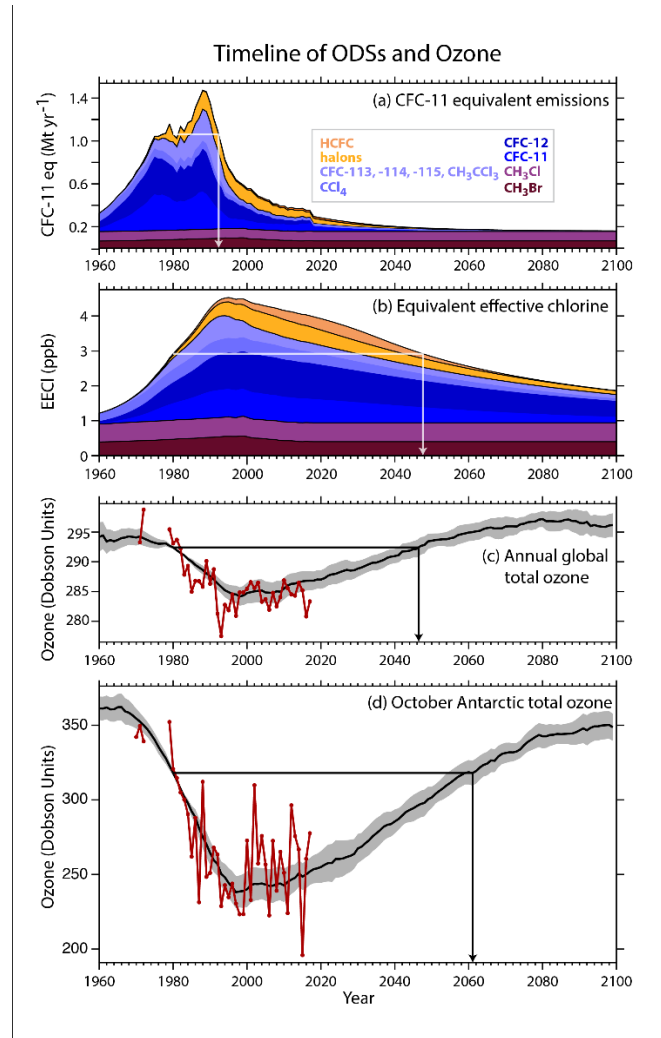 Timeline of ODSs and Ozone
(a) CFC-11 equivalent emissions
CFC-11 eq (Mt yr⁻¹)
1.4
1.0
0.6
0.2
HCFC
halons
CFC-113, -114, -115, CH₃CCl₃
CCl₄
CFC-12
CFC-11
CH₃Cl
CH₃Br
1960 1980 2000 2020 2040 2060 2080 2100
(b) Equivalent effective chlorine
EECl (ppb)
4
3
2
1
0
1960 1980 2000 2020 2040 2060 2080 2100
Ozone (Dobson Units)
295
290
285
280
(c) Annual global
total ozone
1960 1980 2000 2020 2040 2060 2080 2100
(d) October Antarctic total ozone
Ozone (Dobson Units)
350
300
250
200
1960 1980 2000 2020 2040 2060 2080 2100
Year